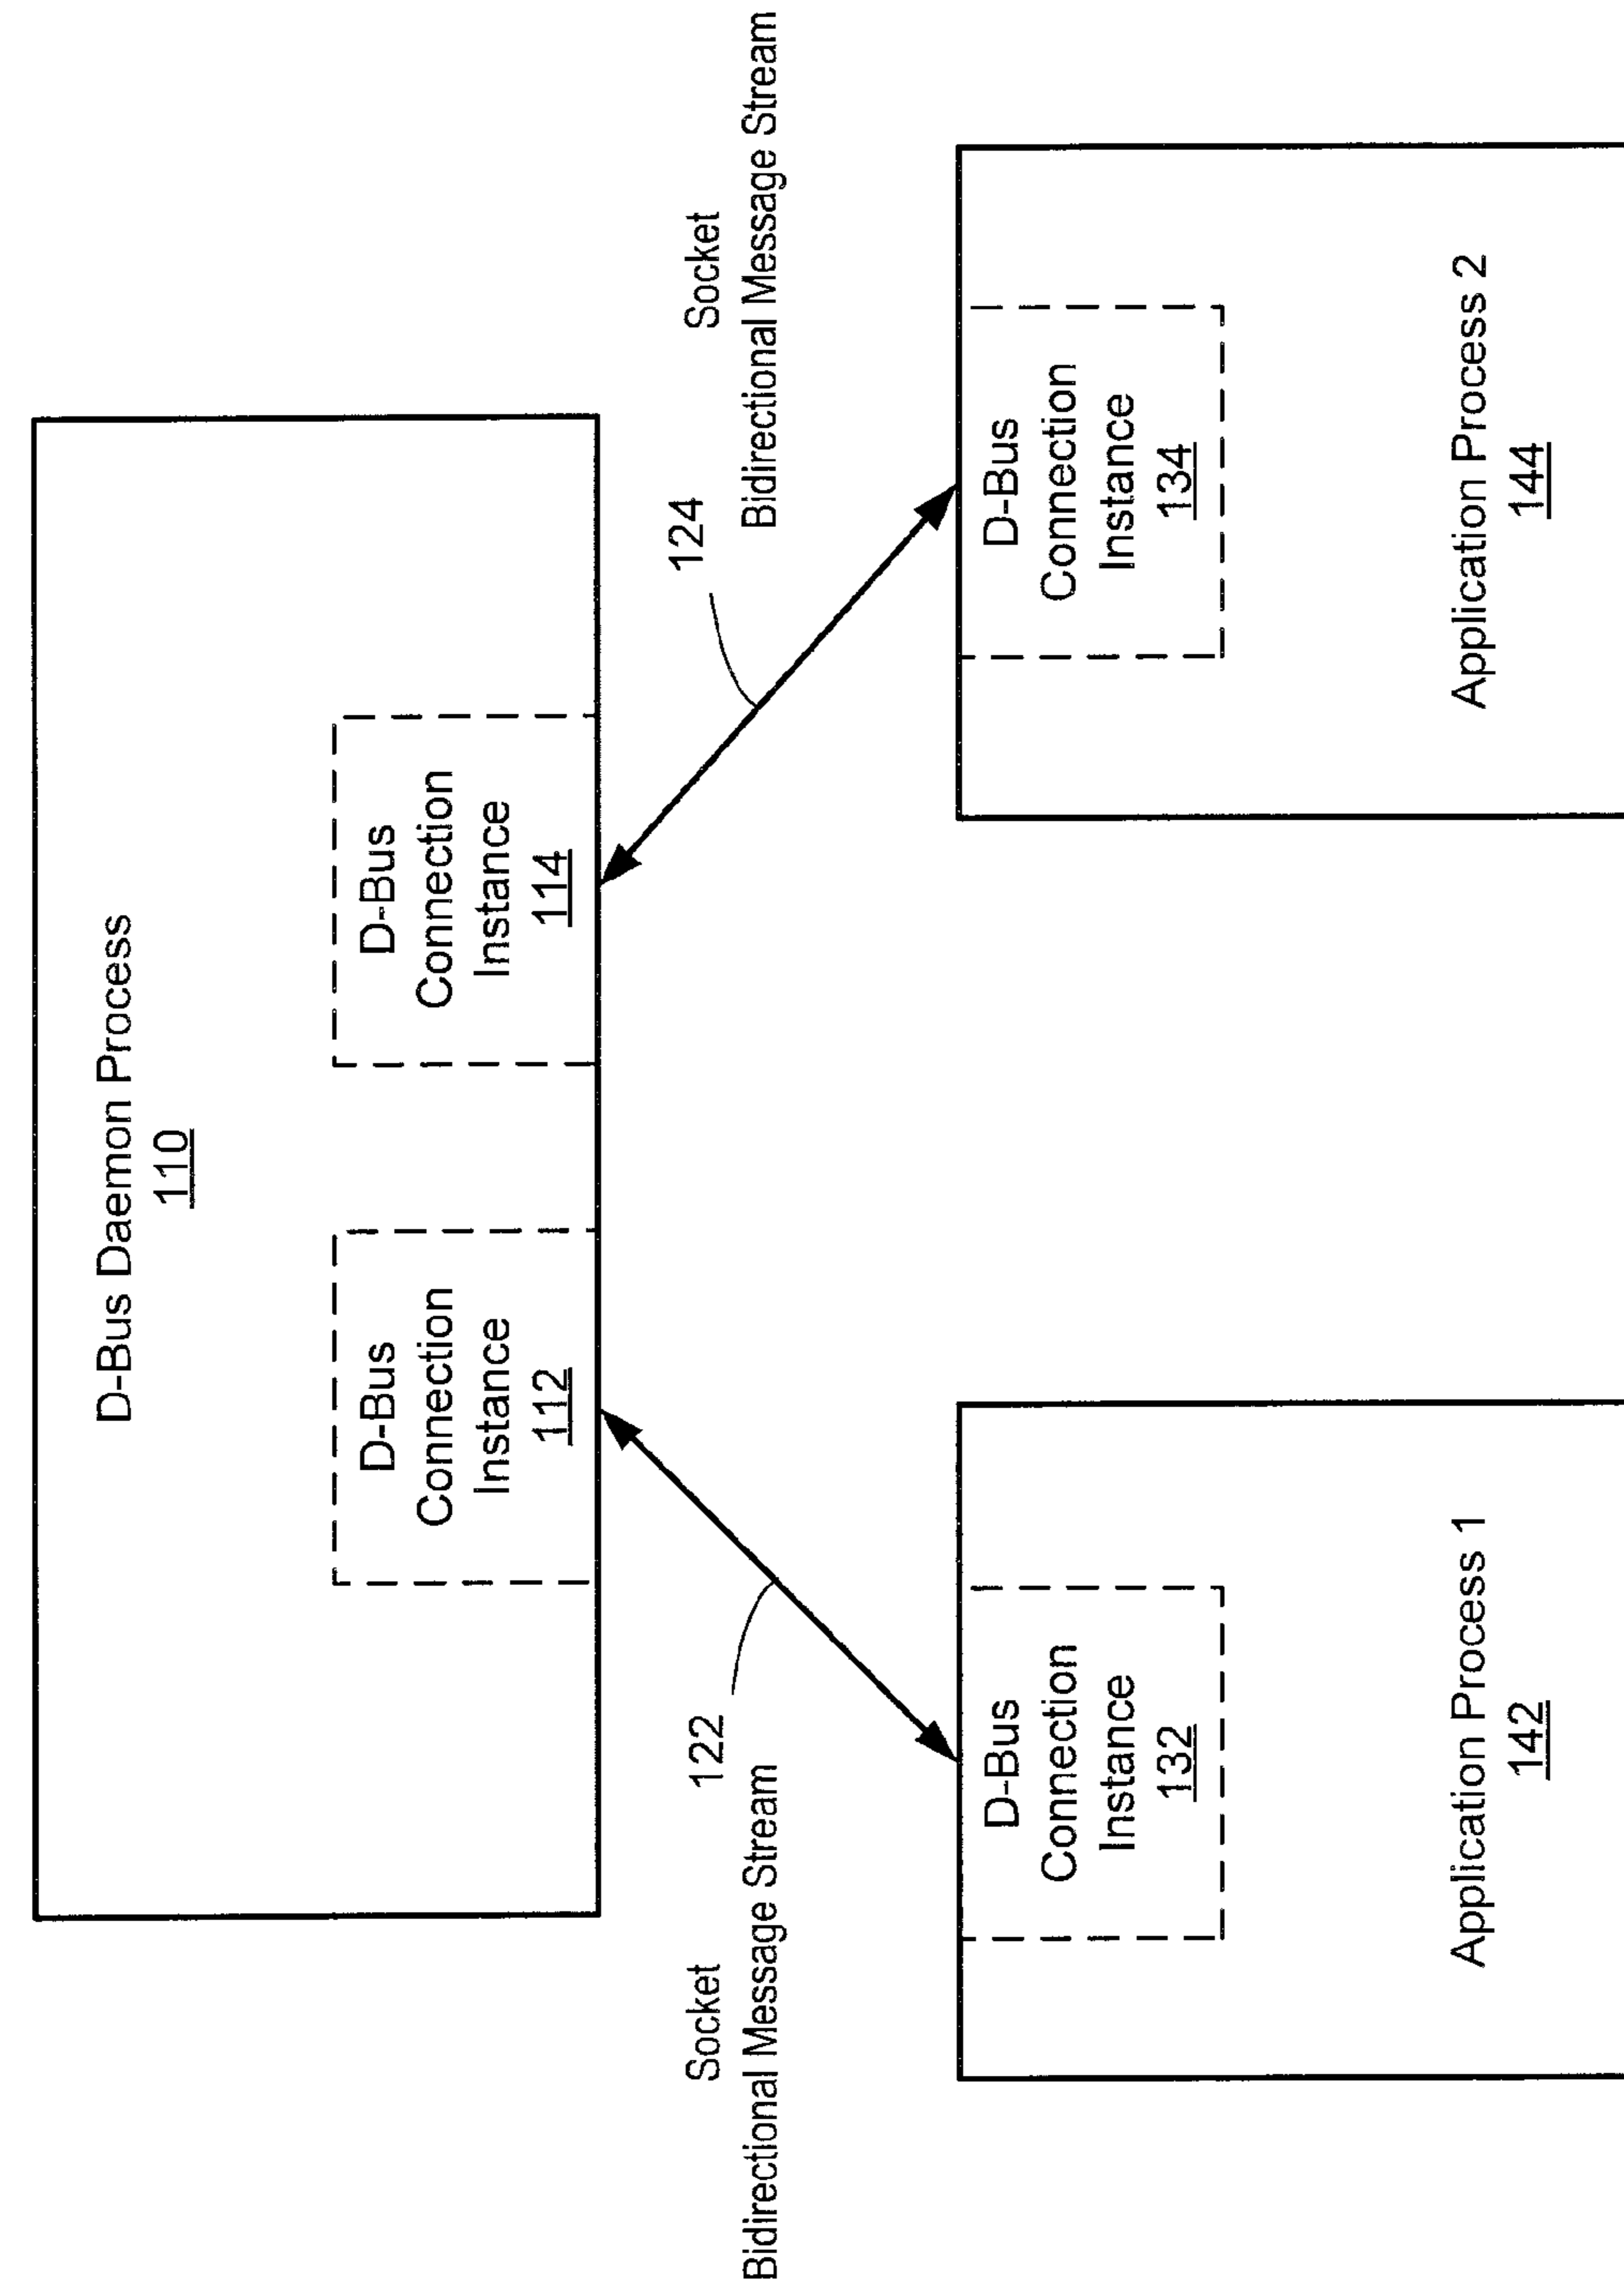 D-Bus Daemon Process
110
D-Bus
Connection
Instance
112
D-Bus
Connection
Instance
114
Socket
122
Bidirectional Message Stream
124
Socket
Bidirectional Message Stream
D-Bus
Connection
Instance
132
Application Process 1
142
D-Bus
Connection
Instance
134
Application Process 2
144